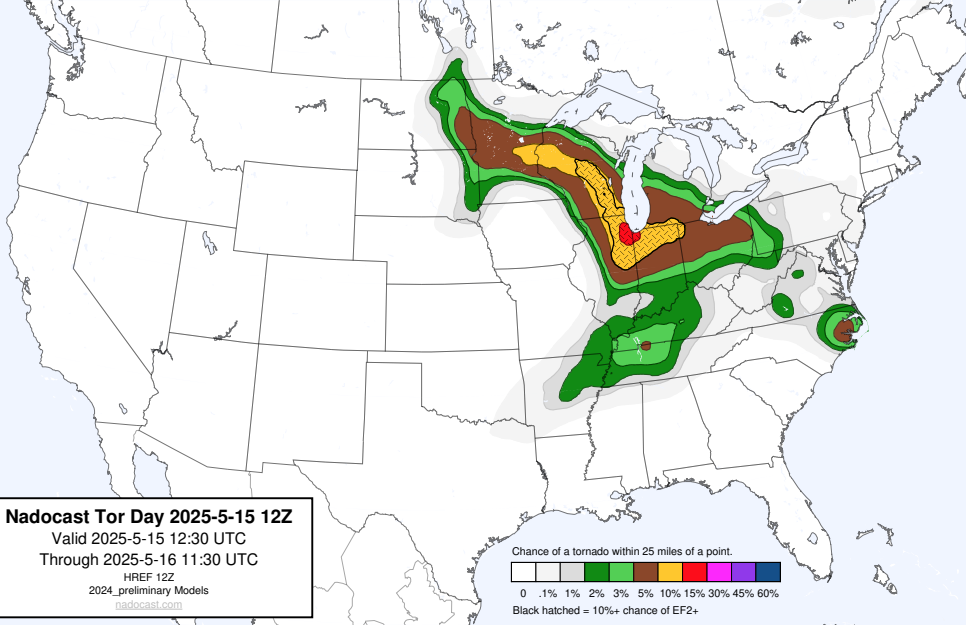 Nadocast Tor Day 2025-5-15 12Z
Valid 2025-5-15 12:30 UTC
Through 2025-5-16 11:30 UTC
HREF 12Z
2024_preliminary Models
nadocast.com
Chance of a tornado within 25 miles of a point.
0 .1% 1% 2% 3% 5% 10% 15% 30% 45% 60%
Black hatched = 10%+ chance of EF2+